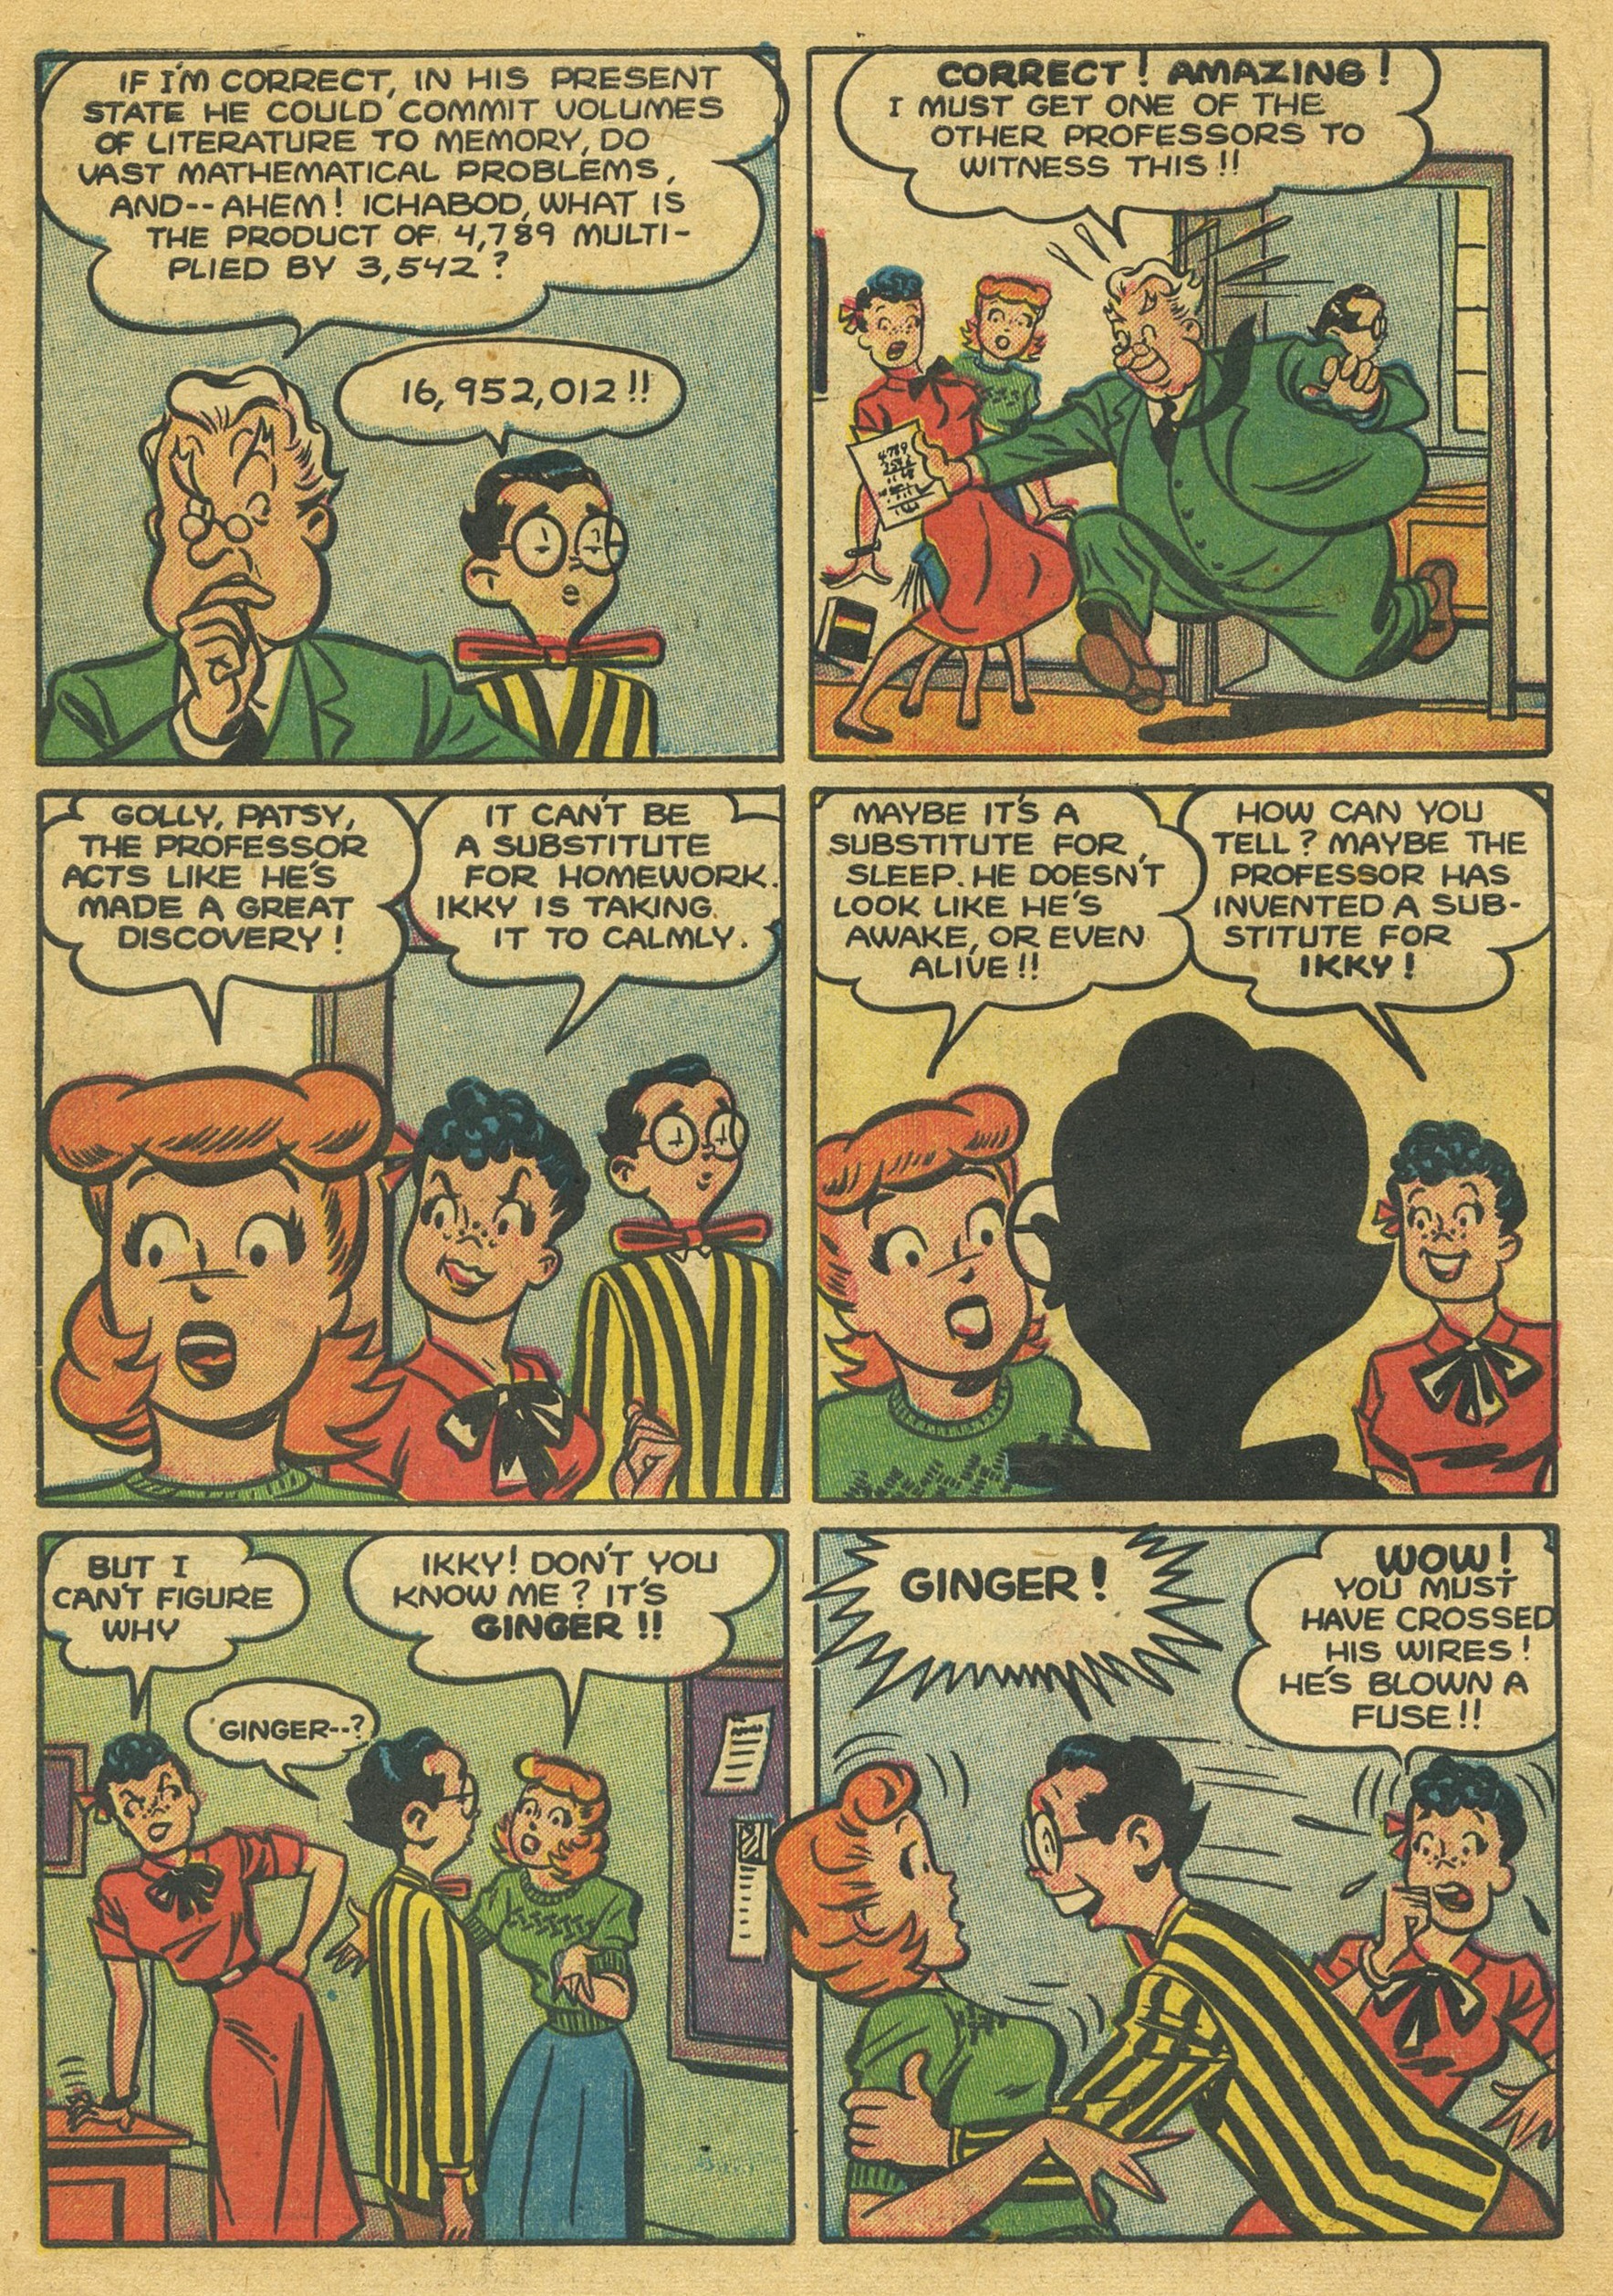 IF I'M CORRECT, IN HIS PRESENT
STATE HE COULD COMMIT VOLUMES
OF LITERATURE TO MEMORY, DO
VAST MATHEMATICAL PROBLEMS,
AND-- AHEM! ICHABOD, WHAT IS
THE PRODUCT OF 4,789 MULTI-
PLIED BY 3,542?
16,952,012!!
CORRECT! AMAZING!
I MUST GET ONE OF THE
OTHER PROFESSORS TO
WITNESS THIS!!
4789
GOLLY, PATSY,
THE PROFESSOR
ACTS LIKE HE'S
MADE A GREAT
DISCOVERY!
IT CAN'T BE
A SUBSTITUTE
FOR HOMEWORK.
IKKY IS TAKING
IT TO CALMLY.
MAYBE IT'S A
SUBSTITUTE FOR
SLEEP. HE DOESN'T
LOOK LIKE HE'S
AWAKE, OR EVEN
ALIVE!!
HOW CAN YOU
TELL? MAYBE THE
PROFESSOR HAS
INVENTED A SUB-
STITUTE FOR
IKKY!
BUT I
CAN'T FIGURE
WHY
GINGER--?
IKKY! DON'T YOU
KNOW ME? IT'S
GINGER!!
GINGER!
WOW!
YOU MUST
HAVE CROSSED
HIS WIRES!
HE'S BLOWN A
FUSE!!